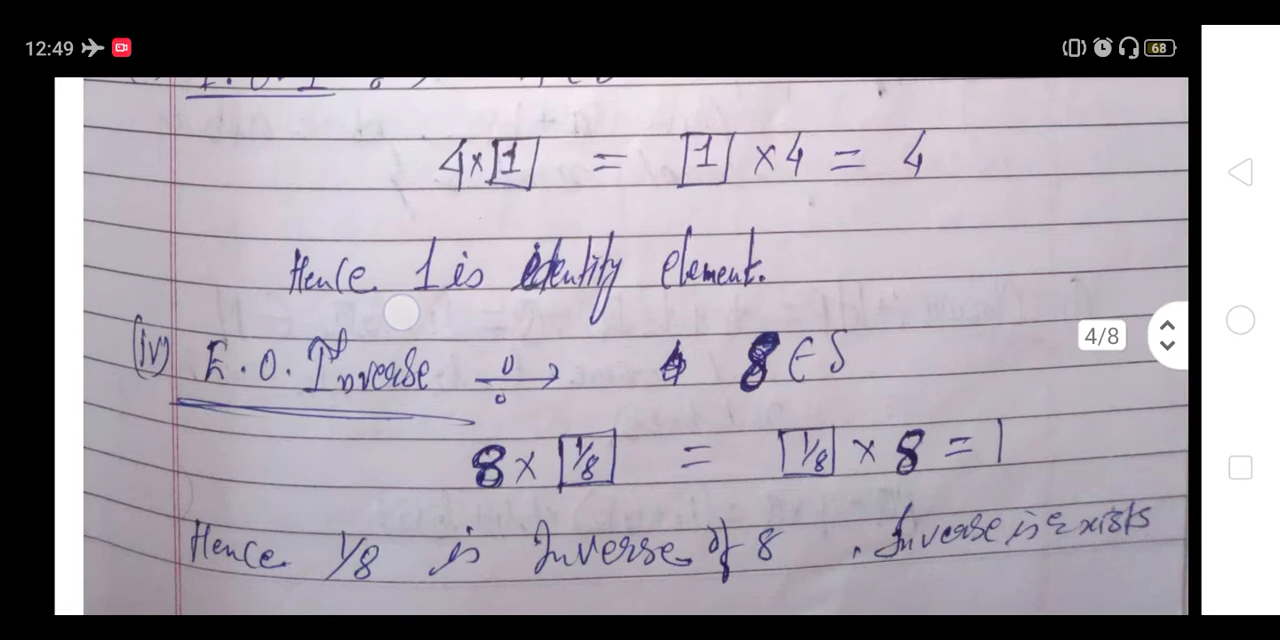 12:49
68
4×1 = 1 ×4 = 4
Hence 1 is identity element.
4/8
(iv) E.O. Inverse 8 ∈ S
8 × 1/8 = 1/8 × 8 = 1
Hence 1/8 is Inverse of 8 . Inverse is exists